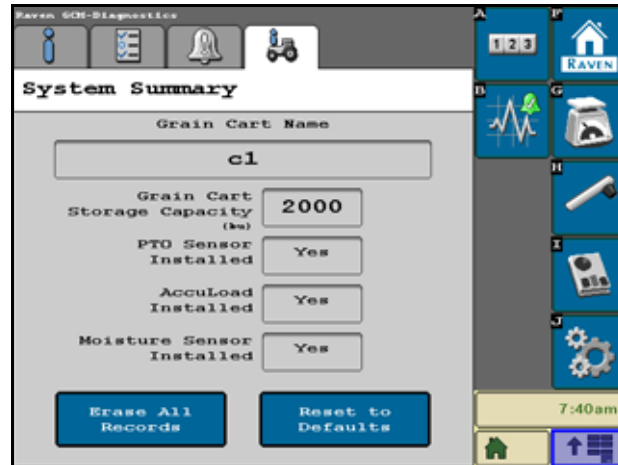 Raven GCM-Diagnostics
System Summary
Grain Cart Name
c1
Grain Cart
Storage Capacity
(bu)
2000
PTO Sensor
Installed
Yes
AccuLoad
Installed
Yes
Moisture Sensor
Installed
Yes
Erase All
Records
Reset to
Defaults
A
1 2 3
B
F
RAVEN
G
H
I
J
7:40am